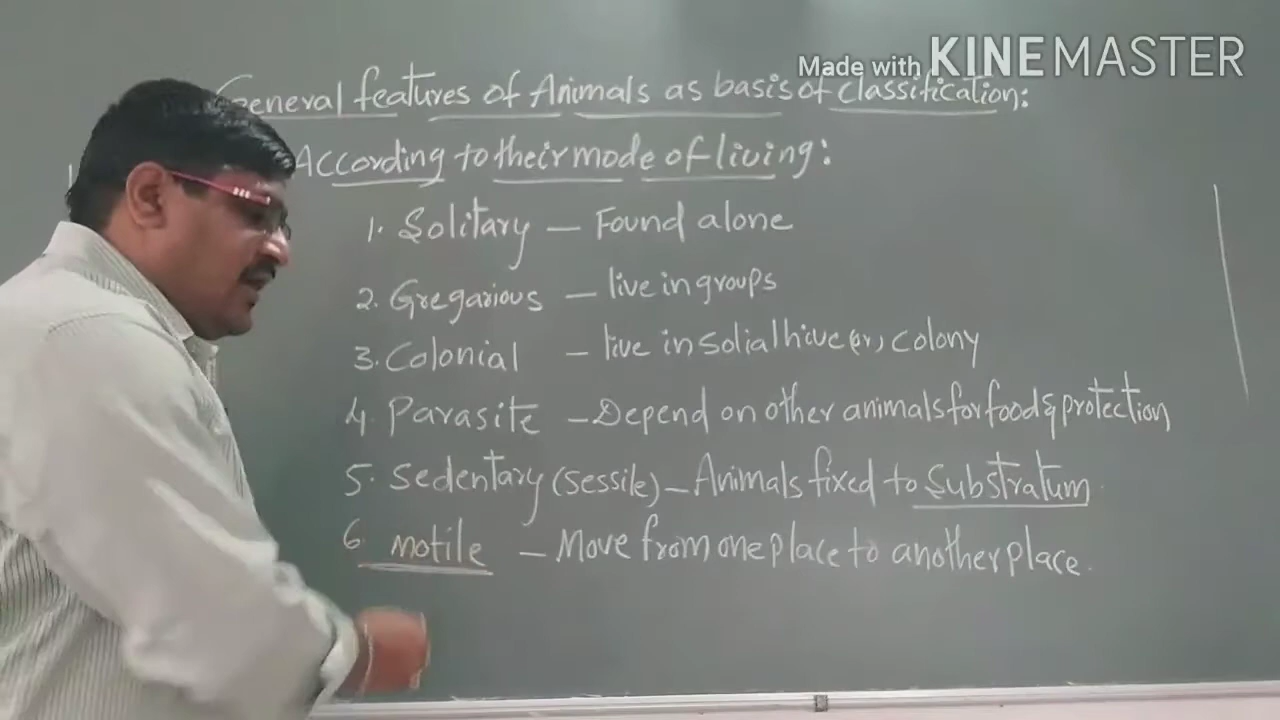 Made with KINEMASTER
General features of Animals as basis of classification:
According to their mode of living:
1. Solitary — Found alone
2. Gregarious — live in groups
3. Colonial — live in solial hive (or) colony
4. Parasite — Depend on other animals for food & protection
5. Sedentary (sessile) — Animals fixed to Substratum
6 motile — Move from one place to another place.